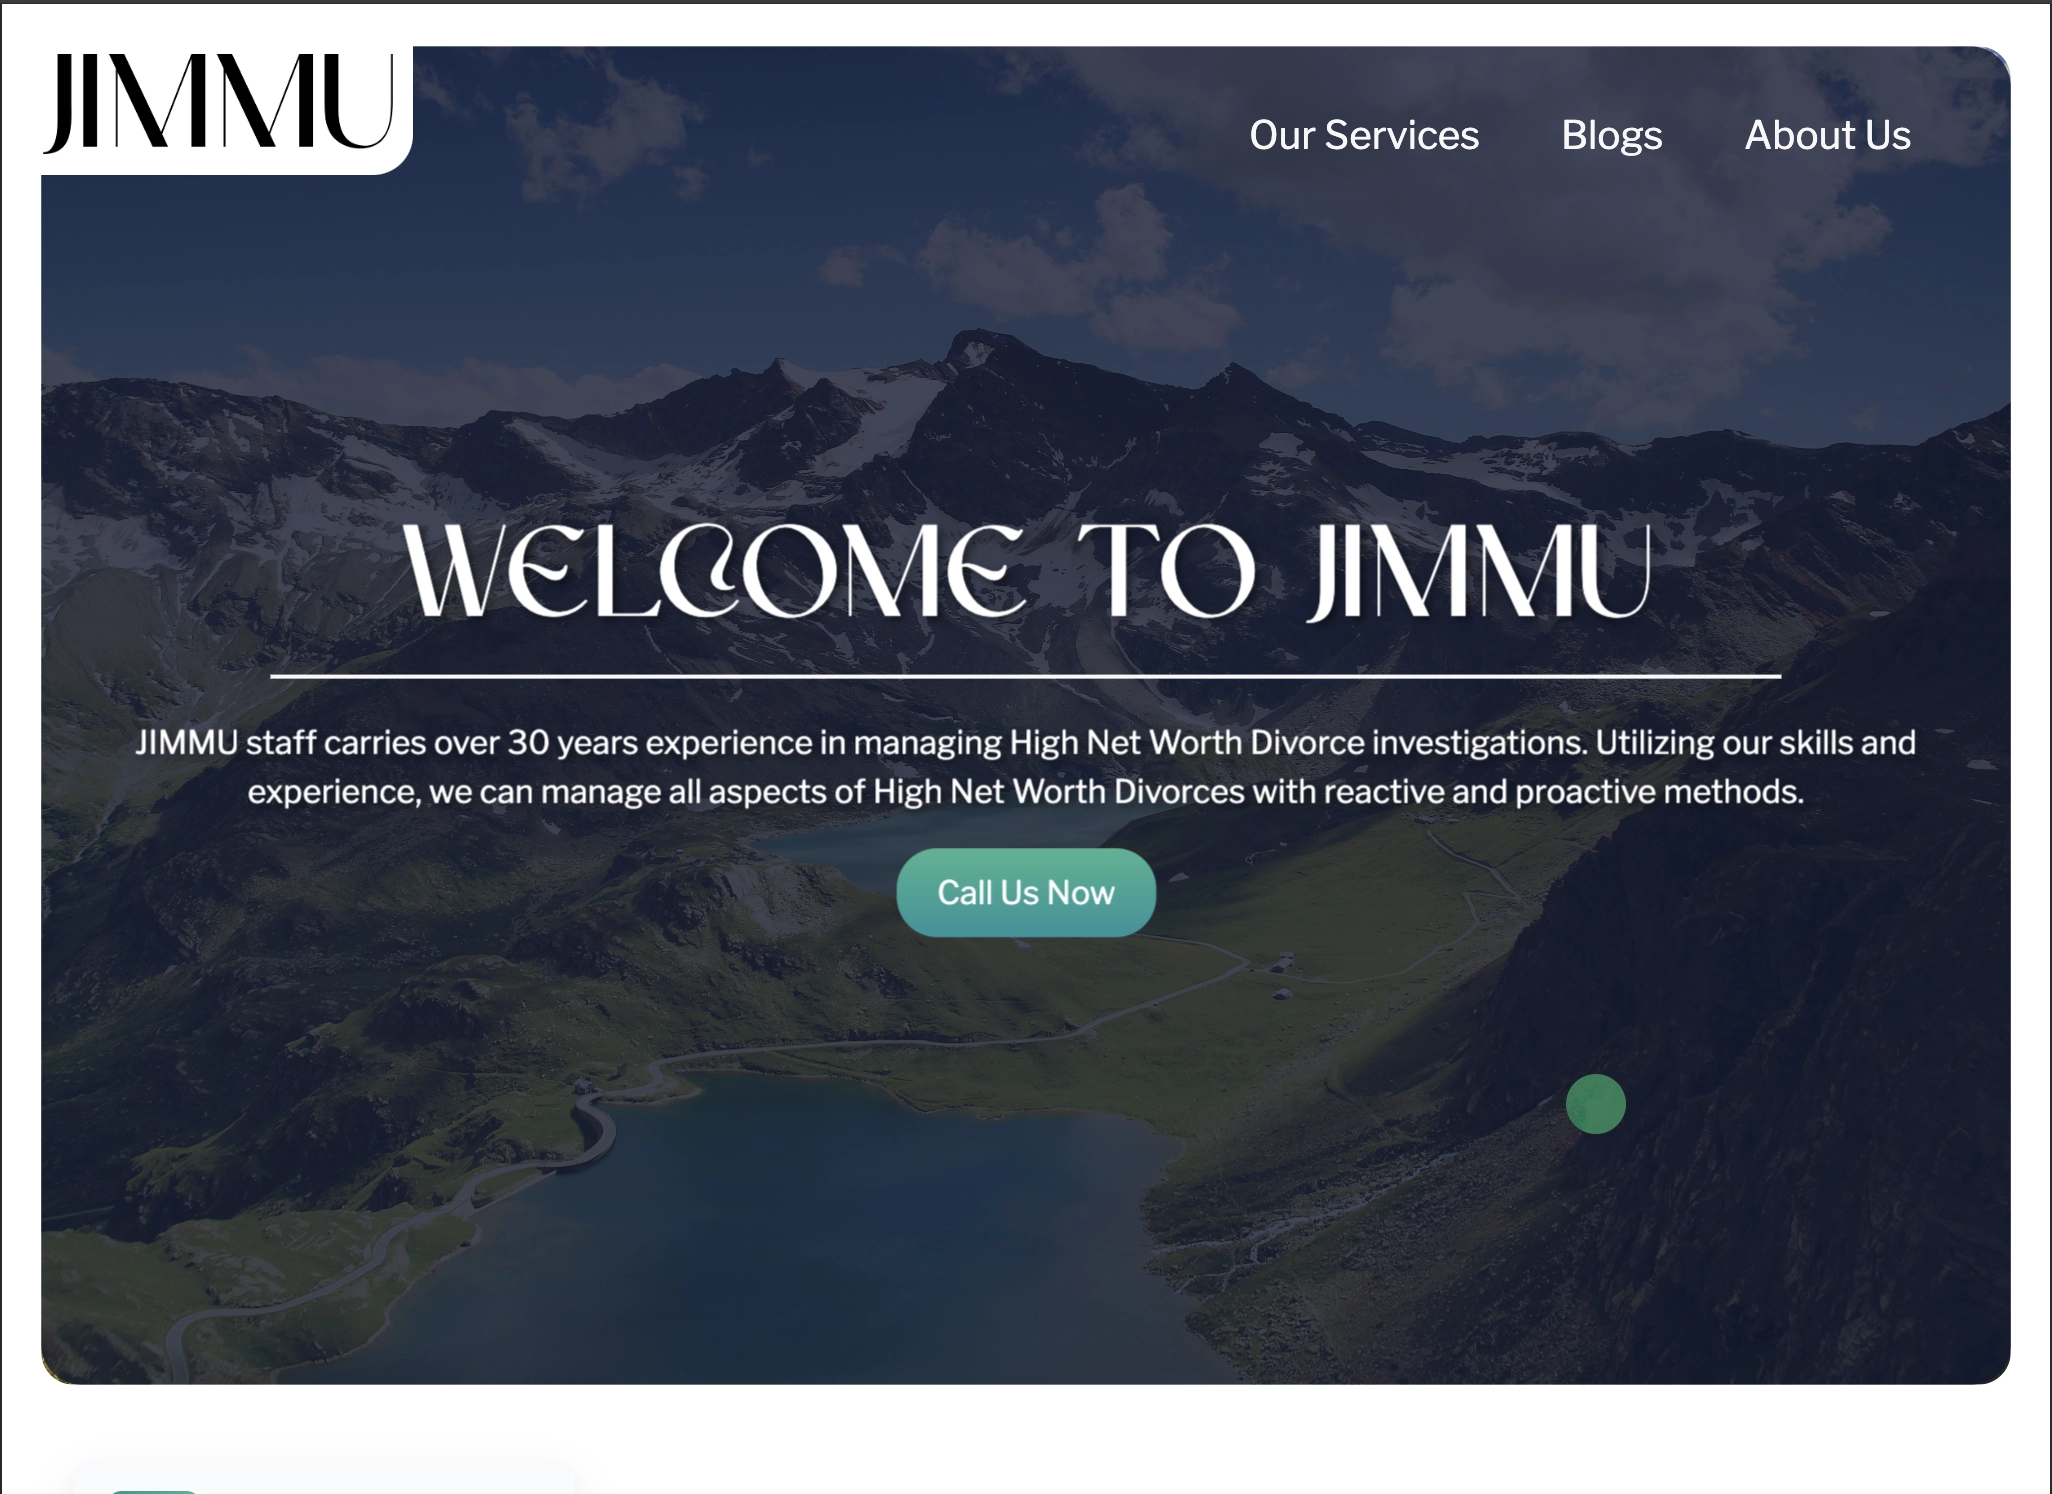 JIMMU
Our Services
Blogs
About Us
WELCOME TO JIMMU
JIMMU staff carries over 30 years experience in managing High Net Worth Divorce investigations. Utilizing our skills and
experience, we can manage all aspects of High Net Worth Divorces with reactive and proactive methods.
Call Us Now